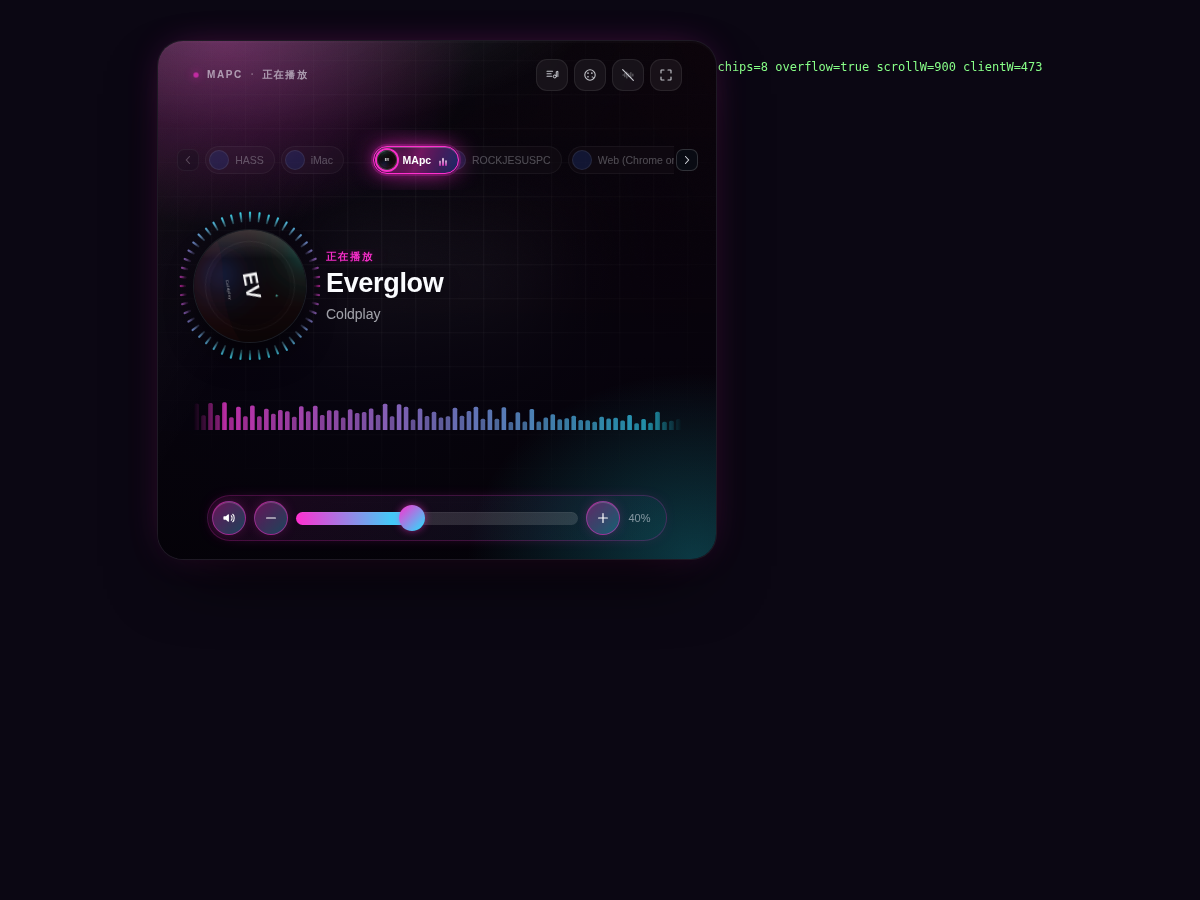 MAPC · 正在播放
chips=8 overflow=true scrollW=900 clientW=473
HASS
iMac
MApc
ROCKJESUSPC
Web (Chrome or
正在播放
Everglow
Coldplay
EV
40%